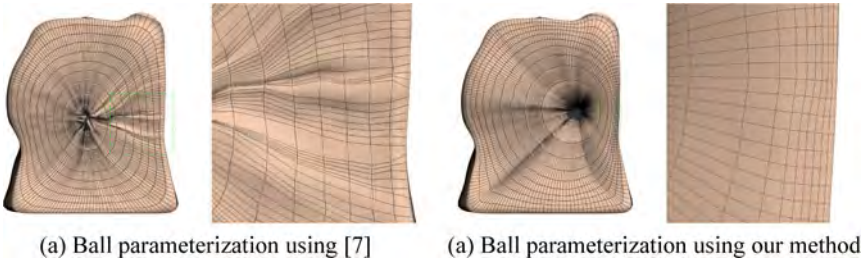 (a) Ball parameterization using [7]
(a) Ball parameterization using our method